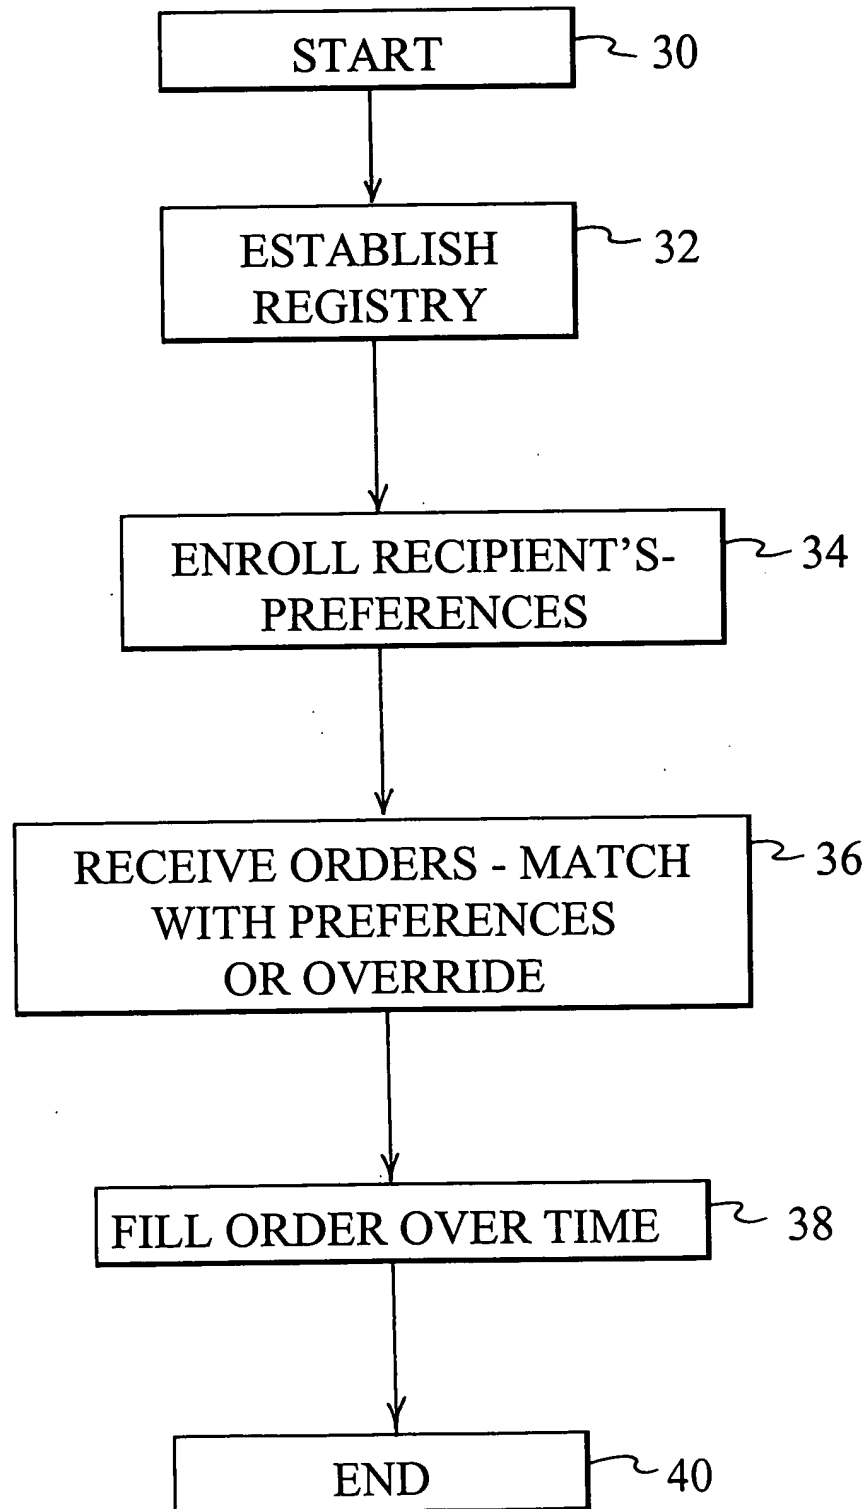 START
30
ESTABLISH
REGISTRY
32
ENROLL RECIPIENT'S-
PREFERENCES
34
RECEIVE ORDERS - MATCH
WITH PREFERENCES
OR OVERRIDE
36
FILL ORDER OVER TIME
38
END
40